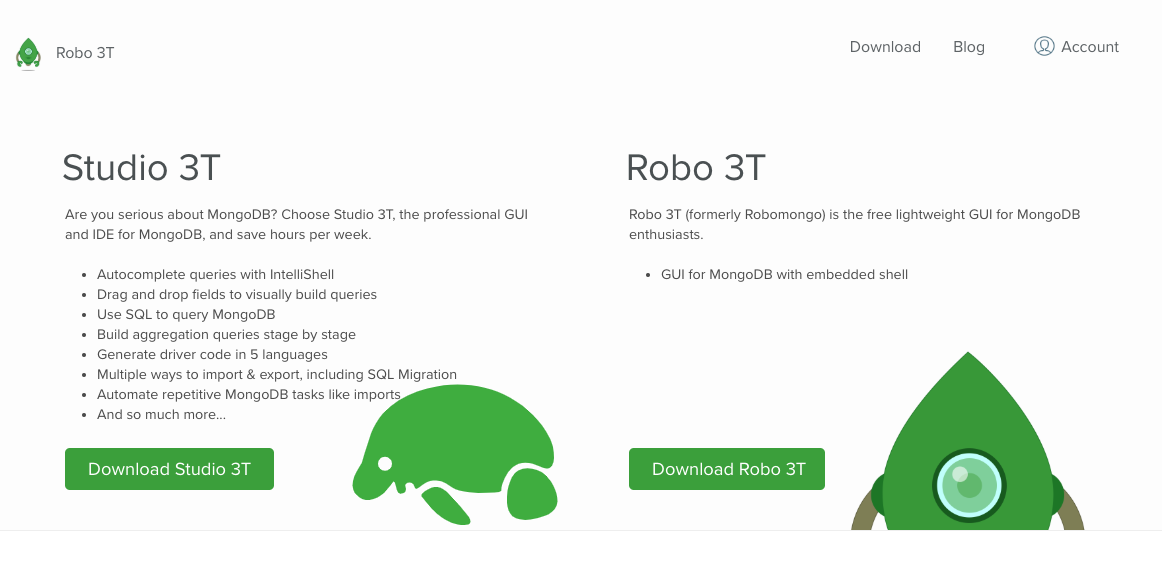 Robo 3T
Download
Blog
Account
Studio 3T
Are you serious about MongoDB? Choose Studio 3T, the professional GUI
and IDE for MongoDB, and save hours per week.
• Autocomplete queries with IntelliShell
• Drag and drop fields to visually build queries
• Use SQL to query MongoDB
• Build aggregation queries stage by stage
• Generate driver code in 5 languages
• Multiple ways to import & export, including SQL Migration
• Automate repetitive MongoDB tasks like imports
• And so much more...
Download Studio 3T
Robo 3T
Robo 3T (formerly Robomongo) is the free lightweight GUI for MongoDB
enthusiasts.
• GUI for MongoDB with embedded shell
Download Robo 3T